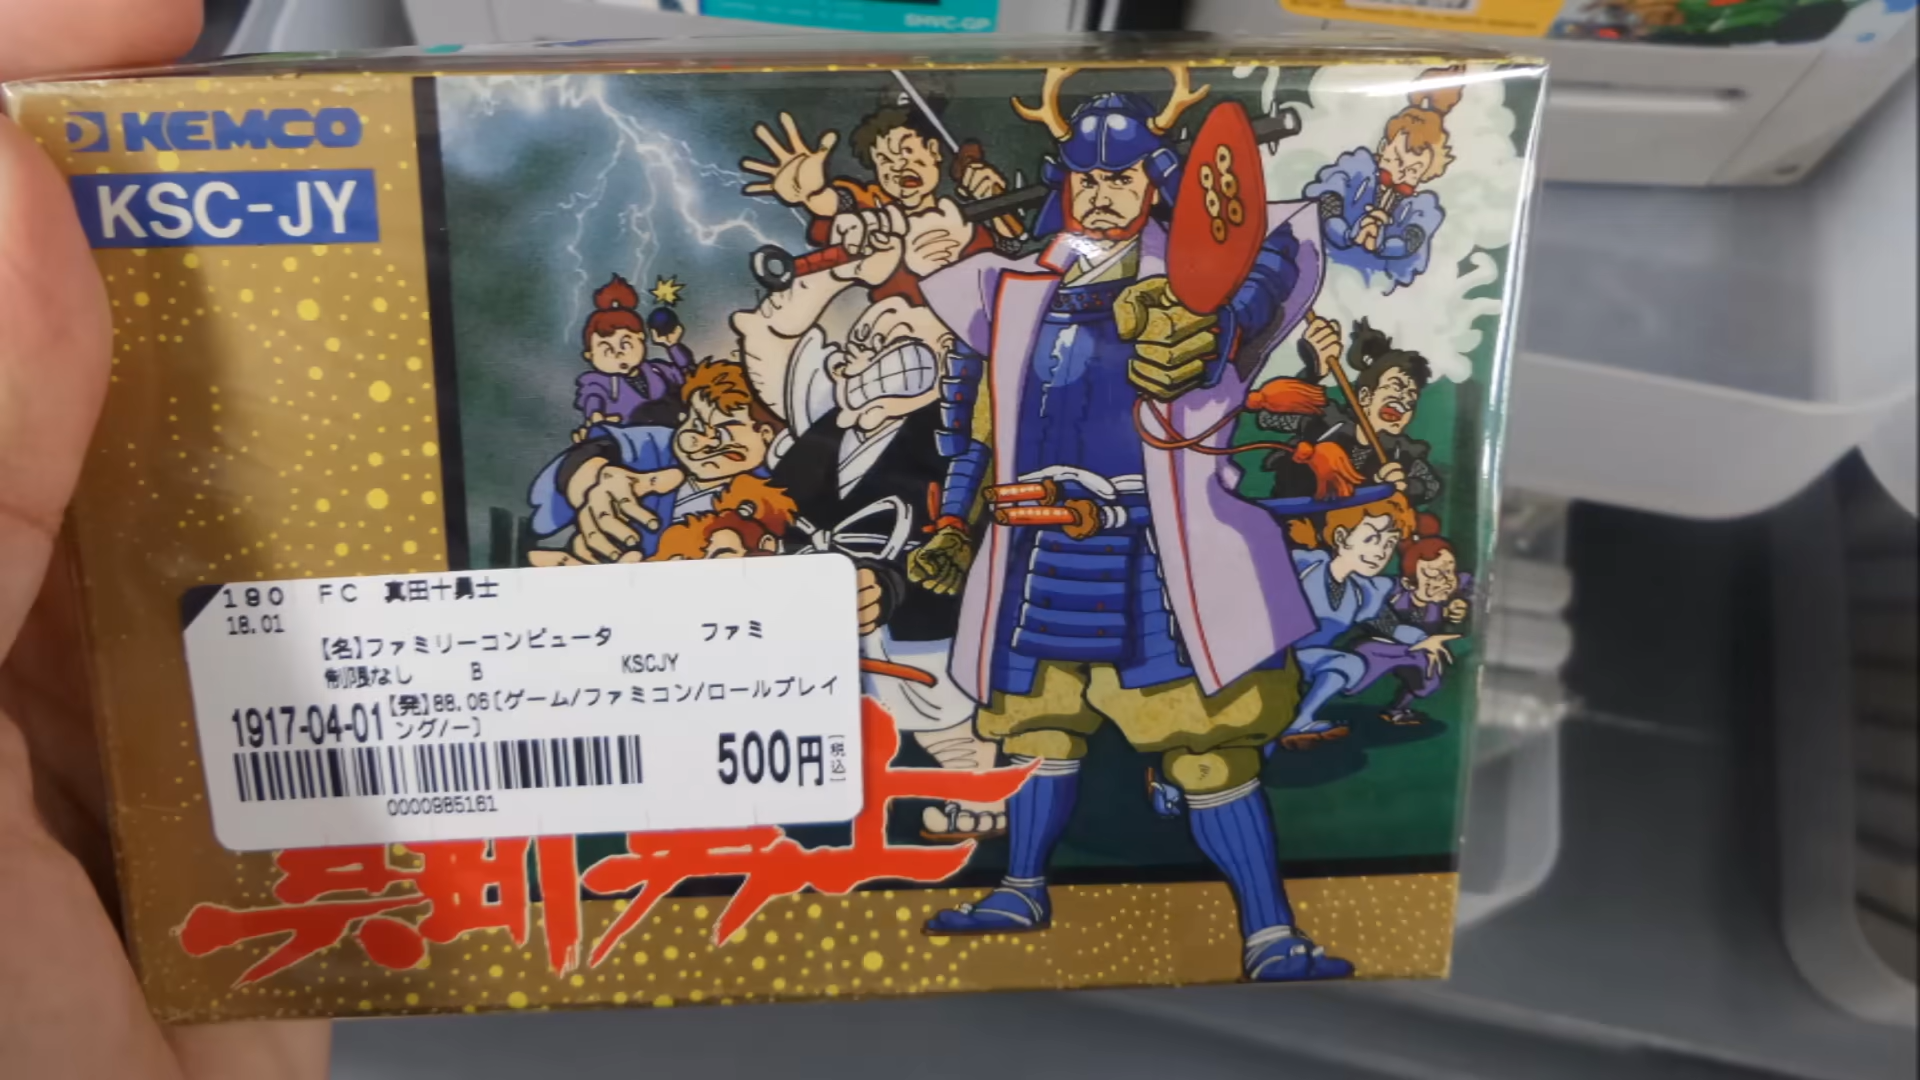 SHVC-GP
KEMCO
KSC-JY
180 FC 真田十勇士
18.01
【名】ファミリーコンピュータ ファミ
制限なし B KSCJY
1917-04-01 【発】88.06〔ゲーム/ファミコン/ロールプレイ
ング/ー〕
500円 [税込]
0000985161